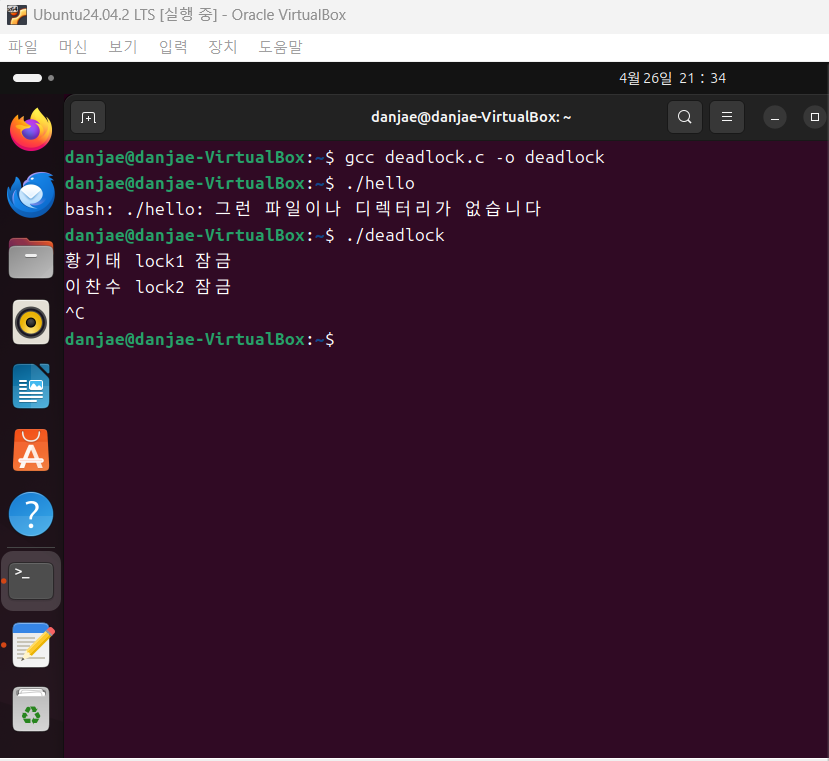 Ubuntu24.04.2 LTS [실행 중] - Oracle VirtualBox
파일 머신 보기 입력 장치 도움말
4월 26일 21 : 34
danjae@danjae-VirtualBox: ~
danjae@danjae-VirtualBox:~$ gcc deadlock.c -o deadlock
danjae@danjae-VirtualBox:~$ ./hello
bash: ./hello: 그런 파일이나 디렉터리가 없습니다
danjae@danjae-VirtualBox:~$ ./deadlock
황기태 lock1 잠금
이찬수 lock2 잠금
^C
danjae@danjae-VirtualBox:~$